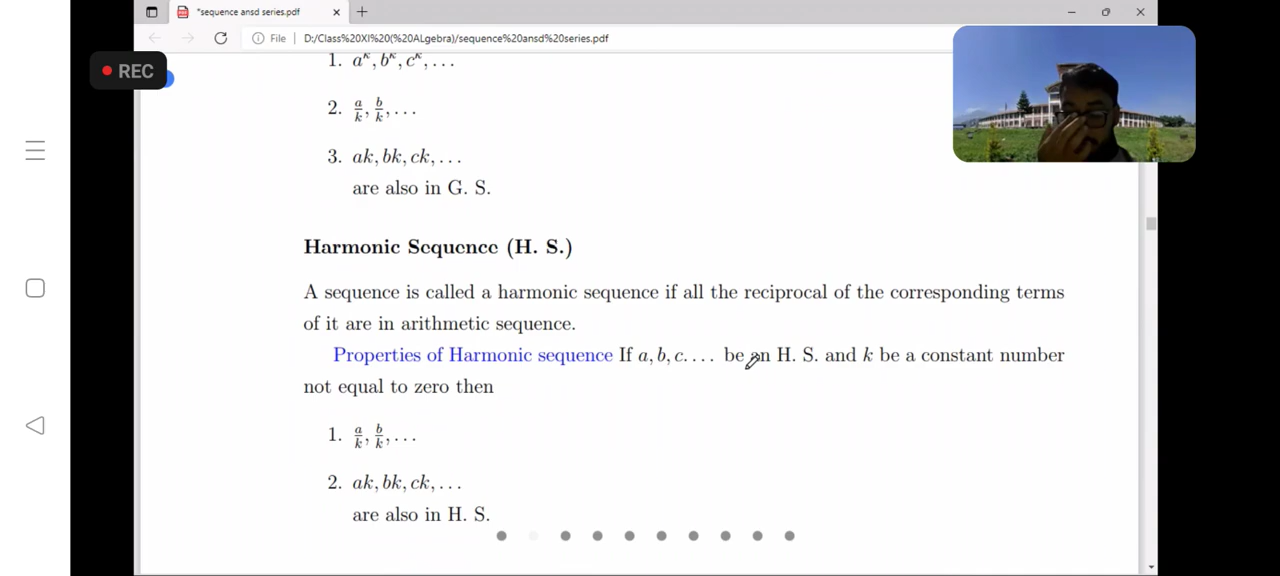 *sequence ansd series.pdf
File
D:/Class%20XI%20(%20ALgebra)/sequence%20ansd%20series.pdf
REC
1. a^κ, b^κ, c^κ, . . .
2. a/k, b/k, . . .
3. ak, bk, ck, . . .
are also in G. S.
Harmonic Sequence (H. S.)
A sequence is called a harmonic sequence if all the reciprocal of the corresponding terms
of it are in arithmetic sequence.
Properties of Harmonic sequence If a, b, c. . . . be an H. S. and k be a constant number
not equal to zero then
1. a/k, b/k, . . .
2. ak, bk, ck, . . .
are also in H. S.